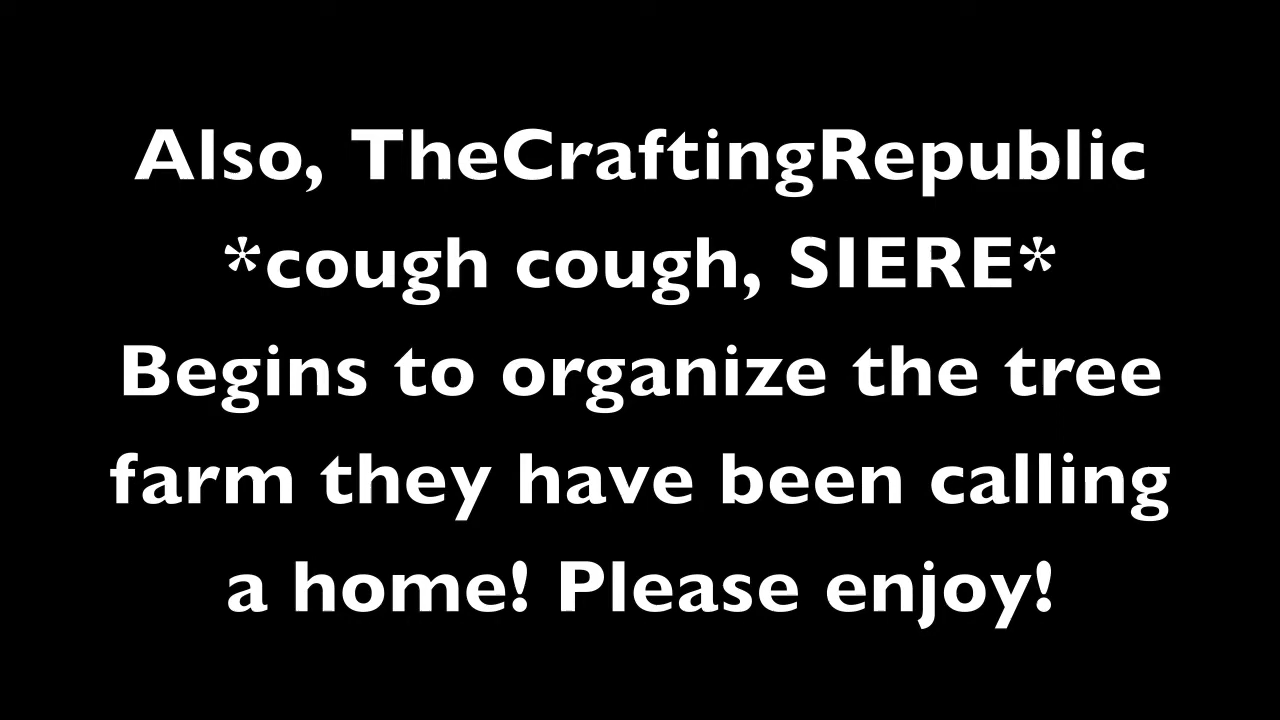 Also, TheCraftingRepublic
*cough cough, SIERE*
Begins to organize the tree
farm they have been calling
a home! Please enjoy!